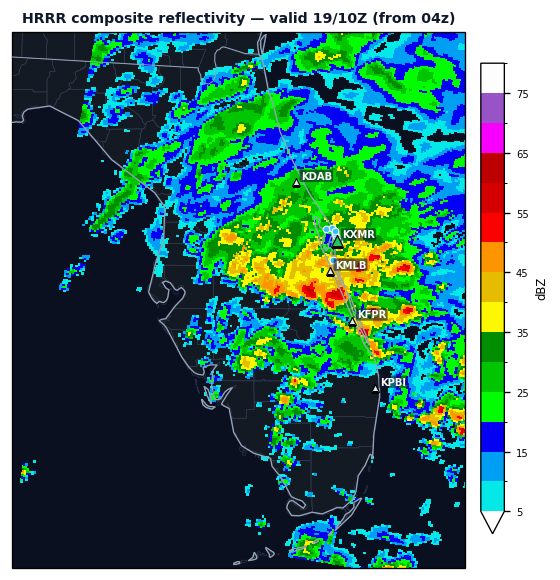 HRRR composite reflectivity — valid 19/10Z (from 04z)
KDAB
KXMR
KMLB
KFPR
KPBI
75
65
55
45
35
25
15
5
dBZ